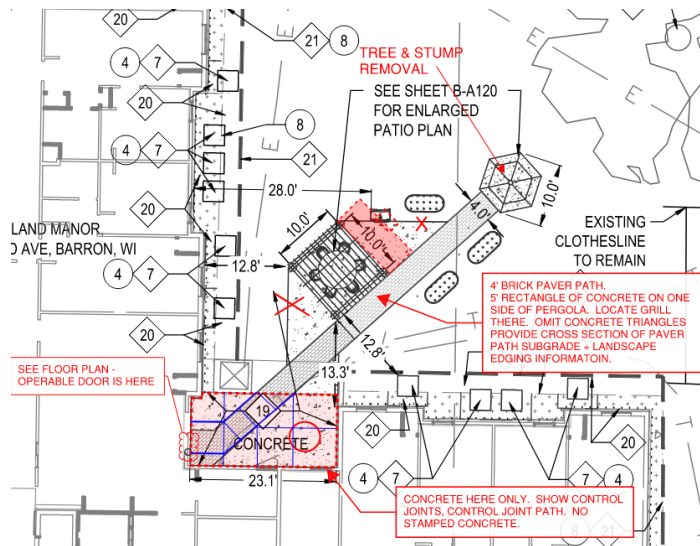 20
21
8
TREE & STUMP
REMOVAL
4
7
SEE SHEET B-A120
FOR ENLARGED
PATIO PLAN
20
E
E
8
4
7
21
28.0'
10.0'
4.0'
20
10.0'
10.0'
EXISTING
CLOTHESLINE
TO REMAIN
LAND MANOR,
O AVE, BARRON, WI
12.8'
4
7
4' BRICK PAVER PATH.
5' RECTANGLE OF CONCRETE ON ONE
SIDE OF PERGOLA. LOCATE GRILL
THERE. OMIT CONCRETE TRIANGLES
PROVIDE CROSS SECTION OF PAVER
PATH SUBGRADE + LANDSCAPE
EDGING INFORMATOIN.
20
12.8'
SEE FLOOR PLAN -
OPERABLE DOOR IS HERE
13.3'
19
CONCRETE
20
20
T
23.1'
4
7
7
4
CONCRETE HERE ONLY. SHOW CONTROL
JOINTS, CONTROL JOINT PATH. NO
STAMPED CONCRETE.
8
21